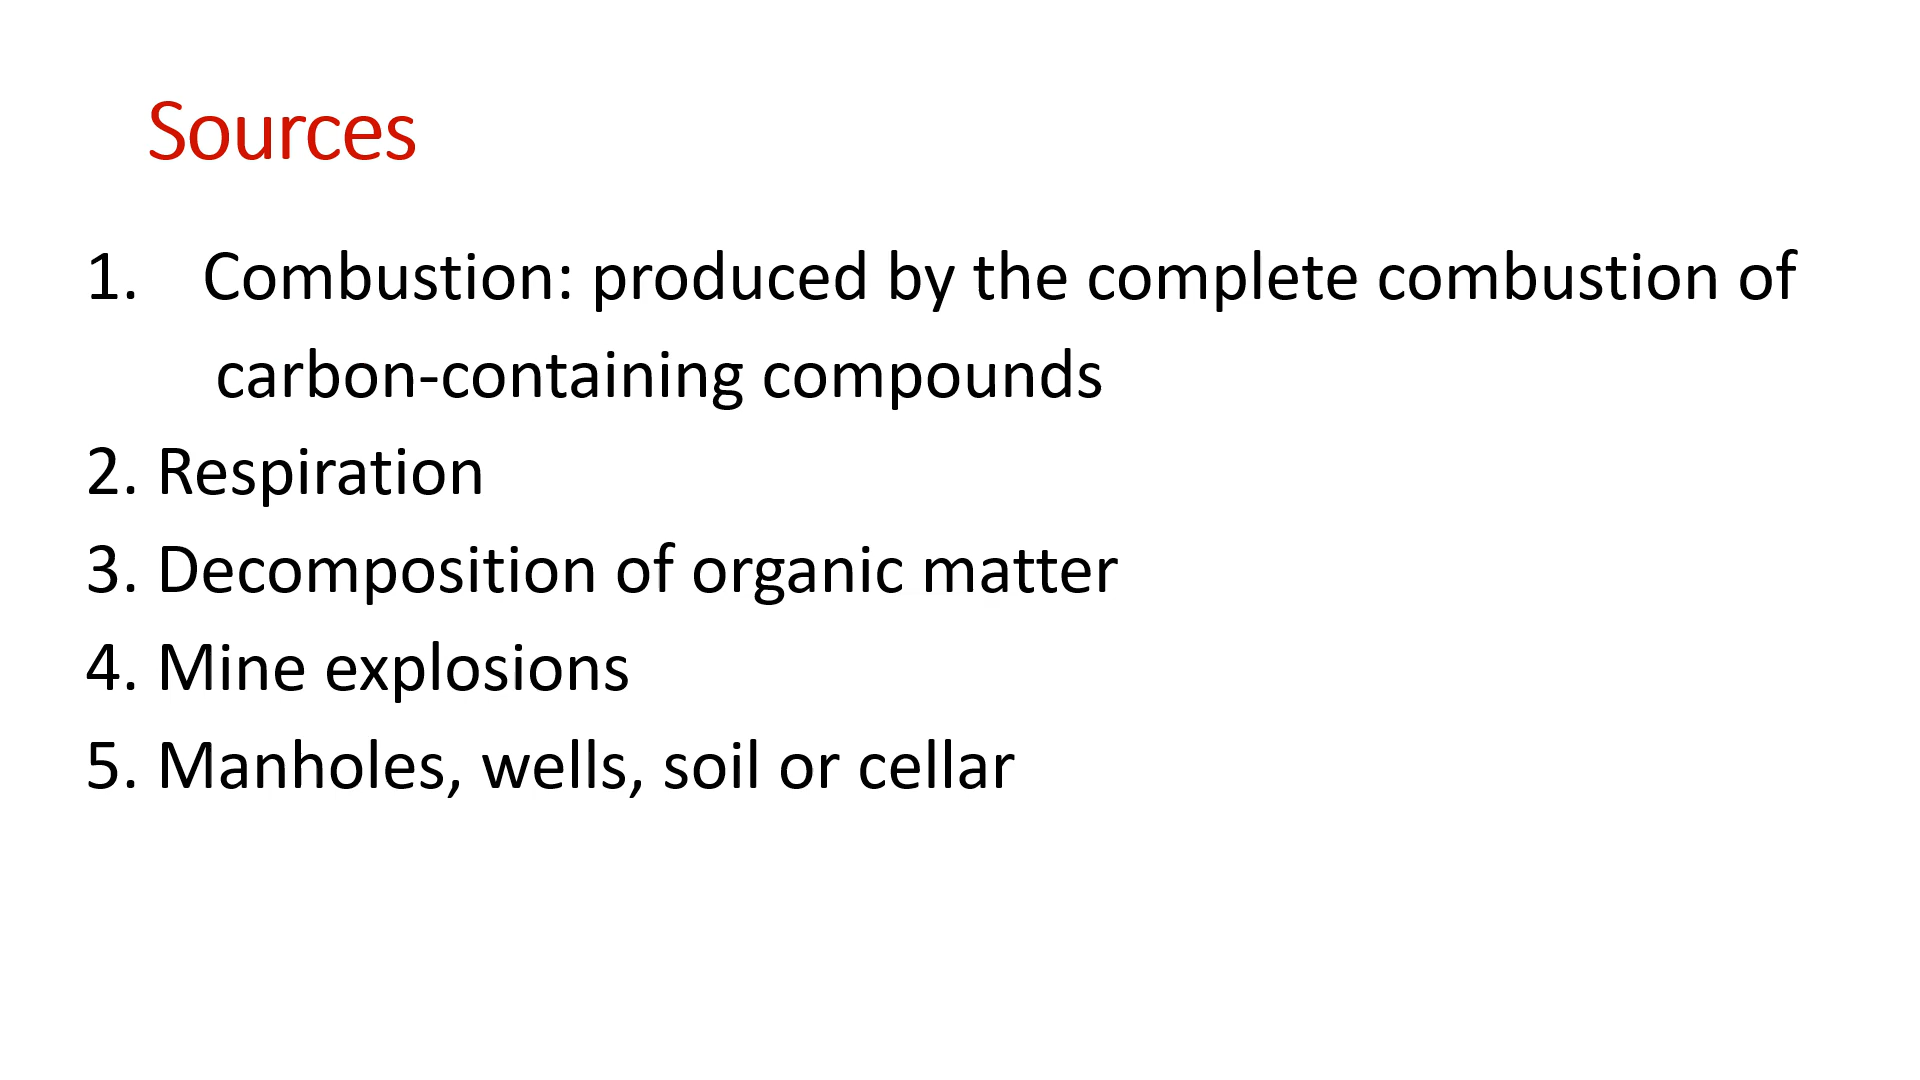 Sources
1. Combustion: produced by the complete combustion of
carbon-containing compounds
2. Respiration
3. Decomposition of organic matter
4. Mine explosions
5. Manholes, wells, soil or cellar